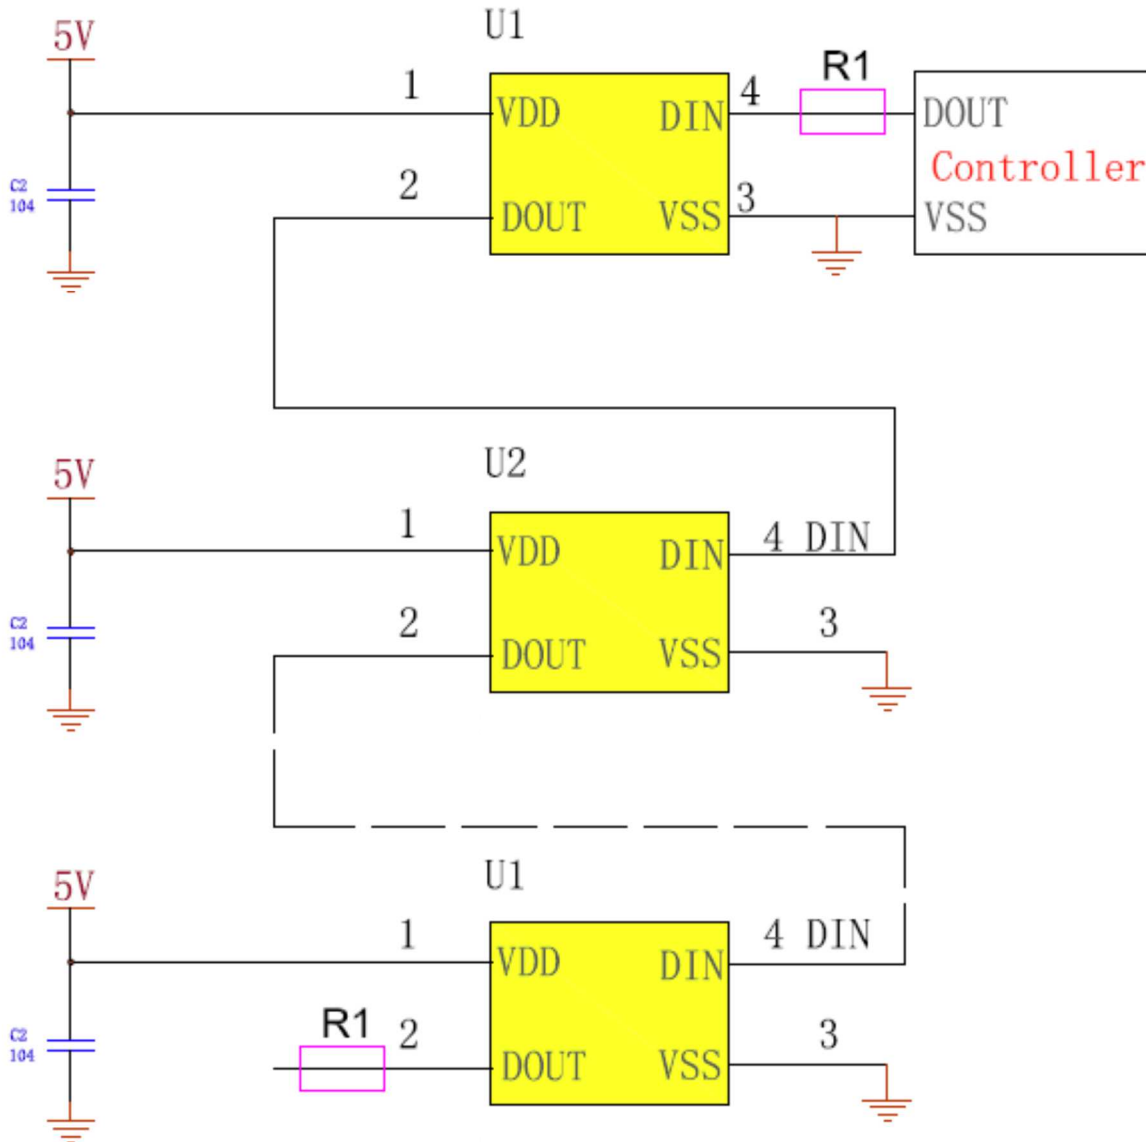 U1
5V
1
VDD
DIN
4
R1
DOUT
Controller
C2
104
2
DOUT
VSS
3
VSS
U2
5V
1
VDD
DIN
4 DIN
C2
104
2
DOUT
VSS
3
U1
5V
1
VDD
DIN
4 DIN
C2
104
R1
2
DOUT
VSS
3